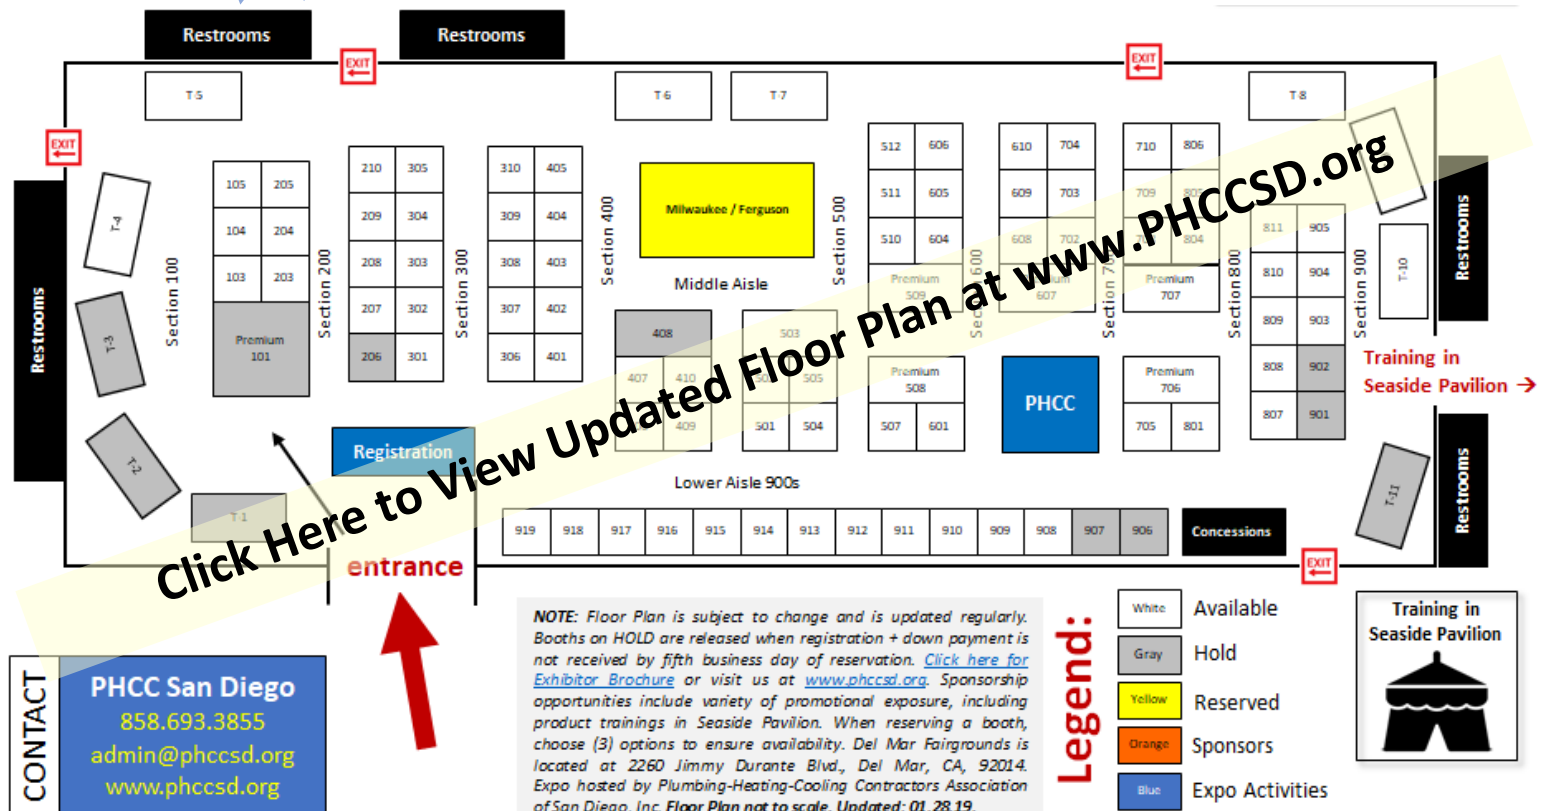 Restrooms
Restrooms
EXIT
EXIT
T-5
T-6
T-7
T-8
EXIT
512 606
610 704
710 806
210 305
310 405
105 205
511 605
609 703
709
T-4
209 304
309 404
Milwaukee / Ferguson
104 204
510 604
608 702
804
811 905
208 303
308 403
103 203
Middle Aisle
Premium
509
607
Premium
707
810 904
T-10
Section 100
Section 200
Section 300
Section 400
Section 500
Section 600
Section 700
Section 800
Section 900
Restrooms
Restrooms
207 302
307 402
809 903
T-3
Premium
101
408
503
206 301
306 401
Training in
Seaside Pavilion →
407 410
505
Premium
508
PHCC
Premium
706
808 902
409
501 504
507 601
705 801
807 901
Registration
T-2
T-1
Lower Aisle 900s
T-11
Restrooms
919 918 917 916 915 914 913 912 911 910 909 908 907 906
Concessions
EXIT
entrance
Click Here to View Updated Floor Plan at www.PHCCSD.org
CONTACT
PHCC San Diego
858.693.3855
admin@phccsd.org
www.phccsd.org
NOTE: Floor Plan is subject to change and is updated regularly.
Booths on HOLD are released when registration + down payment is
not received by fifth business day of reservation. Click here for
Exhibitor Brochure or visit us at www.phccsd.org. Sponsorship
opportunities include variety of promotional exposure, including
product trainings in Seaside Pavilion. When reserving a booth,
choose (3) options to ensure availability. Del Mar Fairgrounds is
located at 2260 Jimmy Durante Blvd., Del Mar, CA, 92014.
Expo hosted by Plumbing-Heating-Cooling Contractors Association
of San Diego, Inc. Floor Plan not to scale. Updated: 01.28.19.
Legend:
White Available
Gray Hold
Yellow Reserved
Orange Sponsors
Blue Expo Activities
Training in
Seaside Pavilion